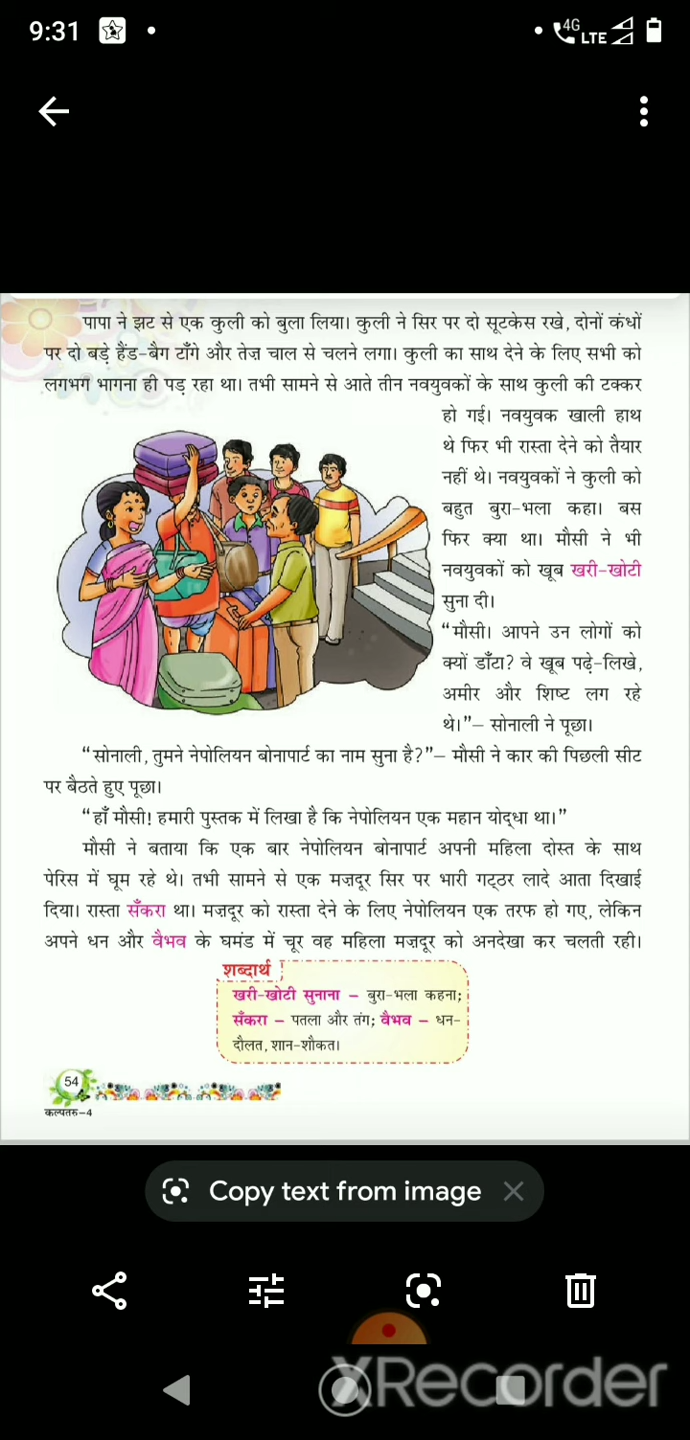 9:31
4G
LTE
पापा ने झट से एक कुली को बुला लिया। कुली ने सिर पर दो सूटकेस रखे, दोनों कंधों
पर दो बड़े हैंड-बैग टाँगे और तेज़ चाल से चलने लगा। कुली का साथ देने के लिए सभी को
लगभग भागना ही पड़ रहा था। तभी सामने से आते तीन नवयुवकों के साथ कुली की टक्कर
हो गई। नवयुवक खाली हाथ
थे फिर भी रास्ता देने को तैयार
नहीं थे। नवयुवकों ने कुली को
बहुत बुरा-भला कहा। बस
फिर क्या था। मौसी ने भी
नवयुवकों को खूब खरी-खोटी
सुना दी।
“मौसी। आपने उन लोगों को
क्यों डाँटा? वे खूब पढ़े-लिखे,
अमीर और शिष्ट लग रहे
थे।”– सोनाली ने पूछा।
“सोनाली, तुमने नेपोलियन बोनापार्ट का नाम सुना है?”– मौसी ने कार की पिछली सीट
पर बैठते हुए पूछा।
“हाँ मौसी! हमारी पुस्तक में लिखा है कि नेपोलियन एक महान योद्धा था।”
मौसी ने बताया कि एक बार नेपोलियन बोनापार्ट अपनी महिला दोस्त के साथ
पेरिस में घूम रहे थे। तभी सामने से एक मज़दूर सिर पर भारी गट्ठर लादे आता दिखाई
दिया। रास्ता सँकरा था। मज़दूर को रास्ता देने के लिए नेपोलियन एक तरफ हो गए, लेकिन
अपने धन और वैभव के घमंड में चूर वह महिला मजदूर को अनदेखा कर चलती रही।
शब्दार्थ
खरी-खोटी सुनाना – बुरा-भला कहना;
सँकरा – पतला और तंग; वैभव – धन-
दौलत, शान-शौकत।
54
कल्पतरु-4
Copy text from image
XRecorder